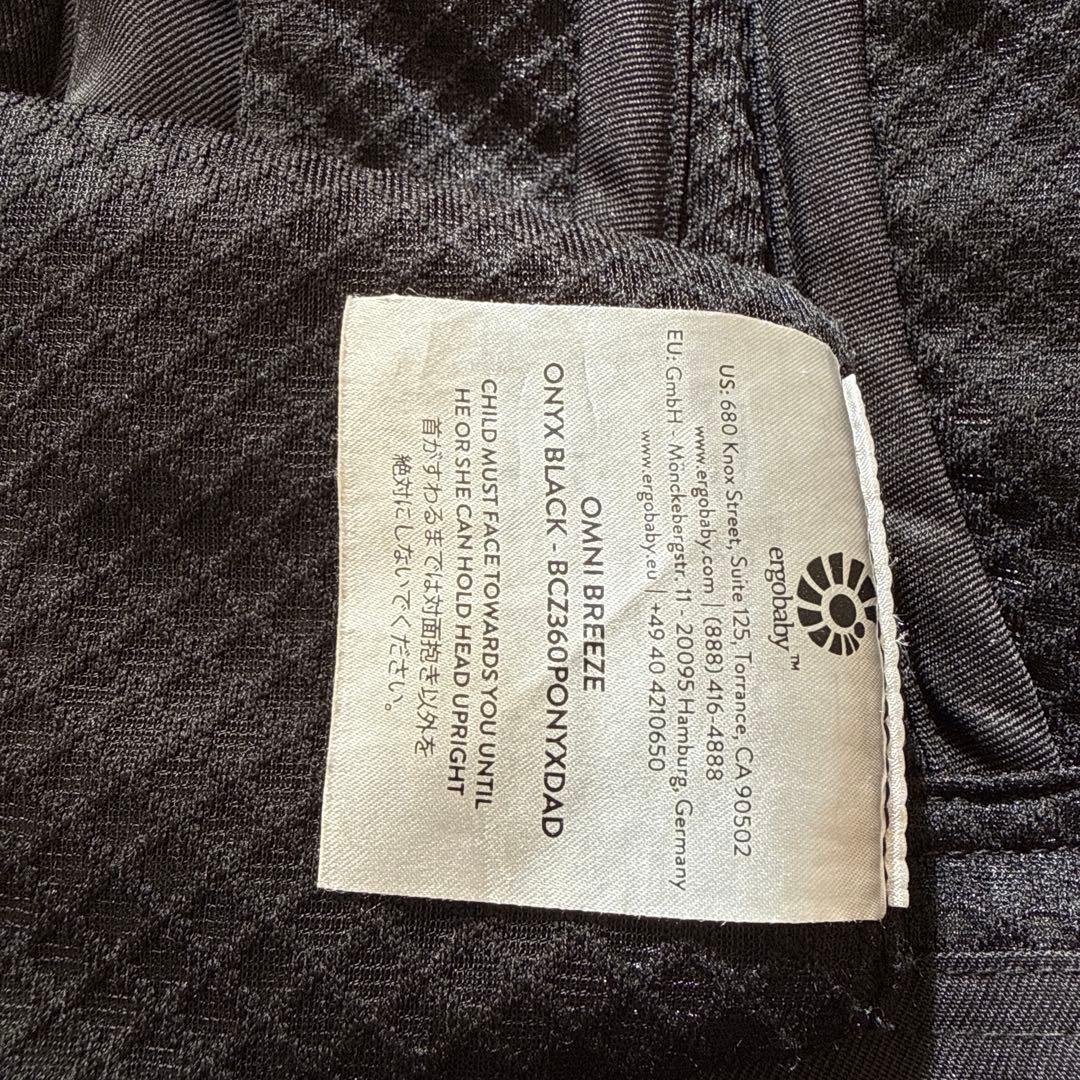 ergobaby™
US: 680 Knox Street, Suite 125, Torrance, CA 90502
www.ergobaby.com | (888) 416-4888
EU: GmbH - Mönckebergstr. 11 - 20095 Hamburg, Germany
www.ergobaby.eu | +49 40 4210650
OMNI BREEZE
ONYX BLACK - BCZ360PONYXDAD
CHILD MUST FACE TOWARDS YOU UNTIL
HE OR SHE CAN HOLD HEAD UPRIGHT
首がすわるまでは対面抱き以外を
絶対にしないでください。